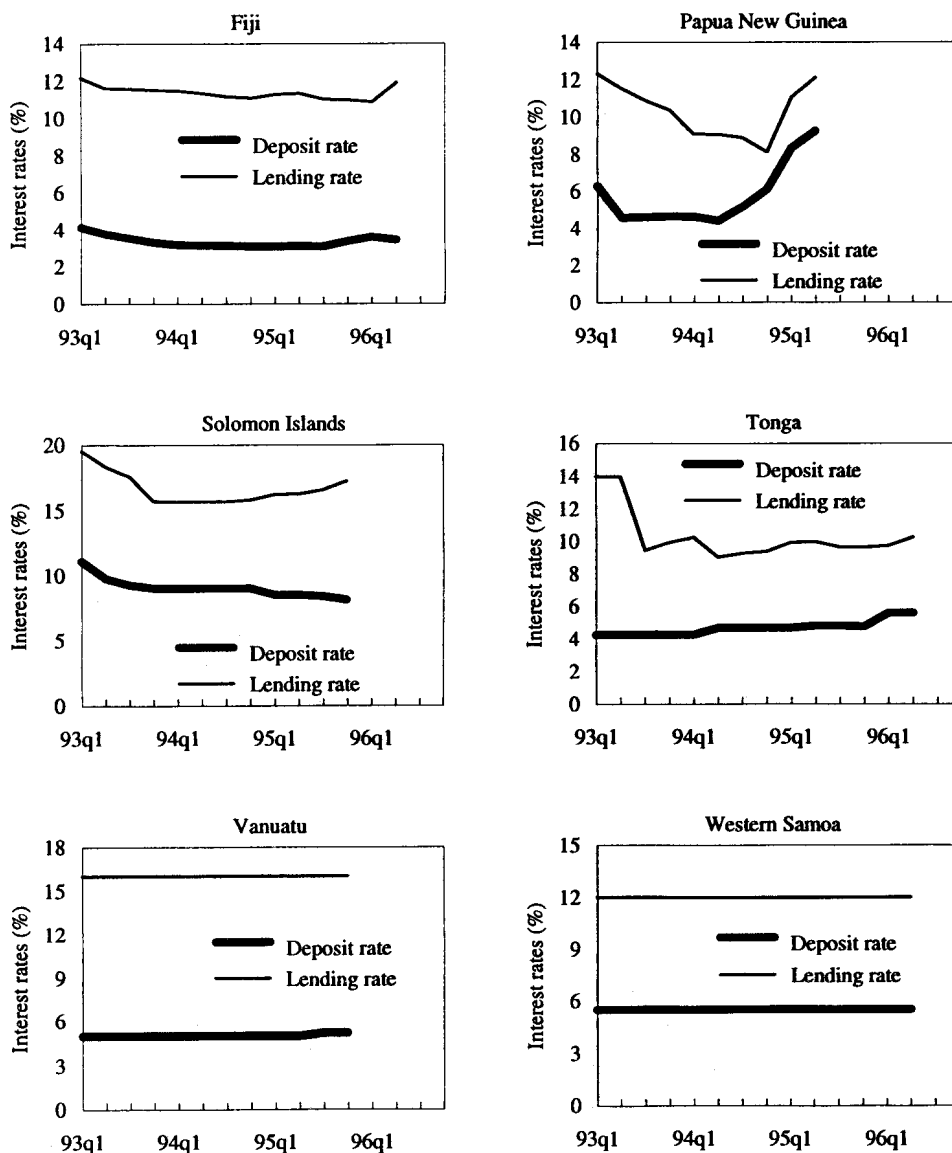 Fiji
Interest rates (%)
14
12
10
8
6
4
2
0
Deposit rate
Lending rate
93q1 94q1 95q1 96q1
Papua New Guinea
Interest rates (%)
14
12
10
8
6
4
2
0
Deposit rate
Lending rate
93q1 94q1 95q1 96q1
Solomon Islands
Interest rates (%)
20
15
10
5
0
Deposit rate
Lending rate
93q1 94q1 95q1 96q1
Tonga
Interest rates (%)
16
14
12
10
8
6
4
2
0
Deposit rate
Lending rate
93q1 94q1 95q1 96q1
Vanuatu
Interest rates (%)
18
15
12
9
6
3
0
Deposit rate
Lending rate
93q1 94q1 95q1 96q1
Western Samoa
Interest rates (%)
15
12
9
6
3
0
Deposit rate
Lending rate
93q1 94q1 95q1 96q1